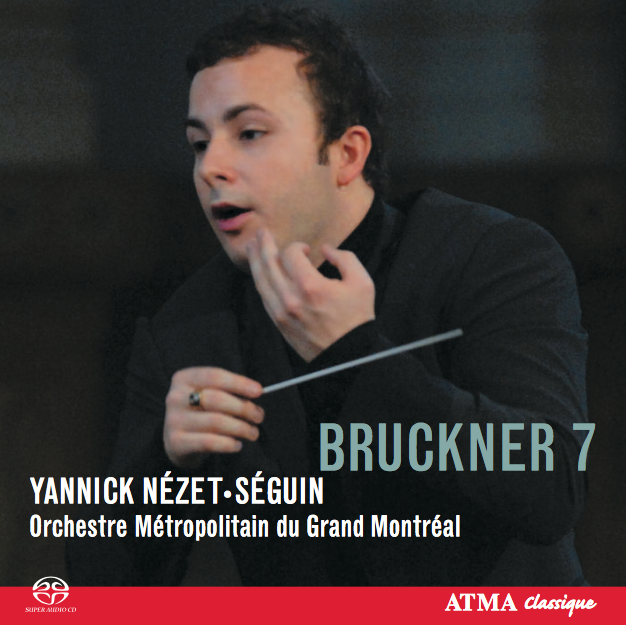 BRUCKNER 7
YANNICK NÉZET•SÉGUIN
Orchestre Métropolitain du Grand Montréal
SUPER AUDIO CD
ATMA Classique